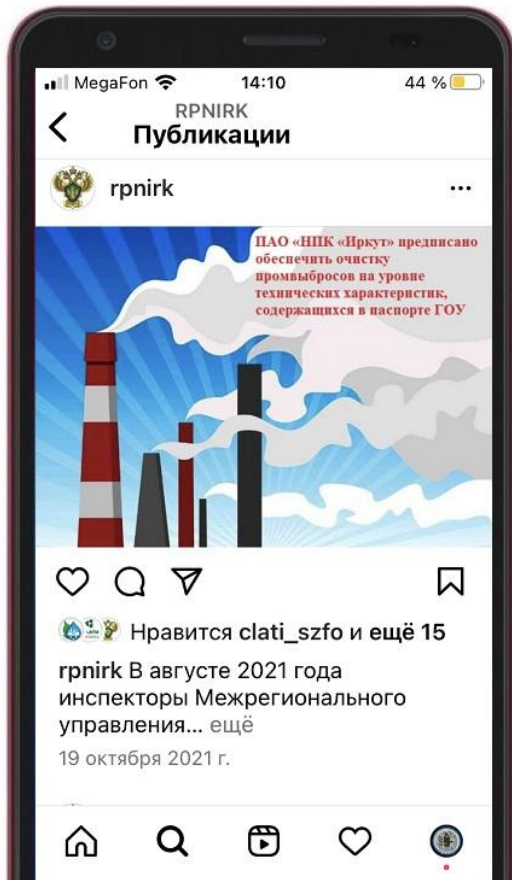 MegaFon 14:10 44 %
RPNIRK
Публикации
rpnirk
ПАО «НПК «Иркут» предписано
обеспечить очистку
промвыбросов на уровне
технических характеристик,
содержащихся в паспорте ГОУ
Нравится clati_szfo и ещё 15
rpnirk В августе 2021 года
инспекторы Межрегионального
управления... ещё
19 октября 2021 г.